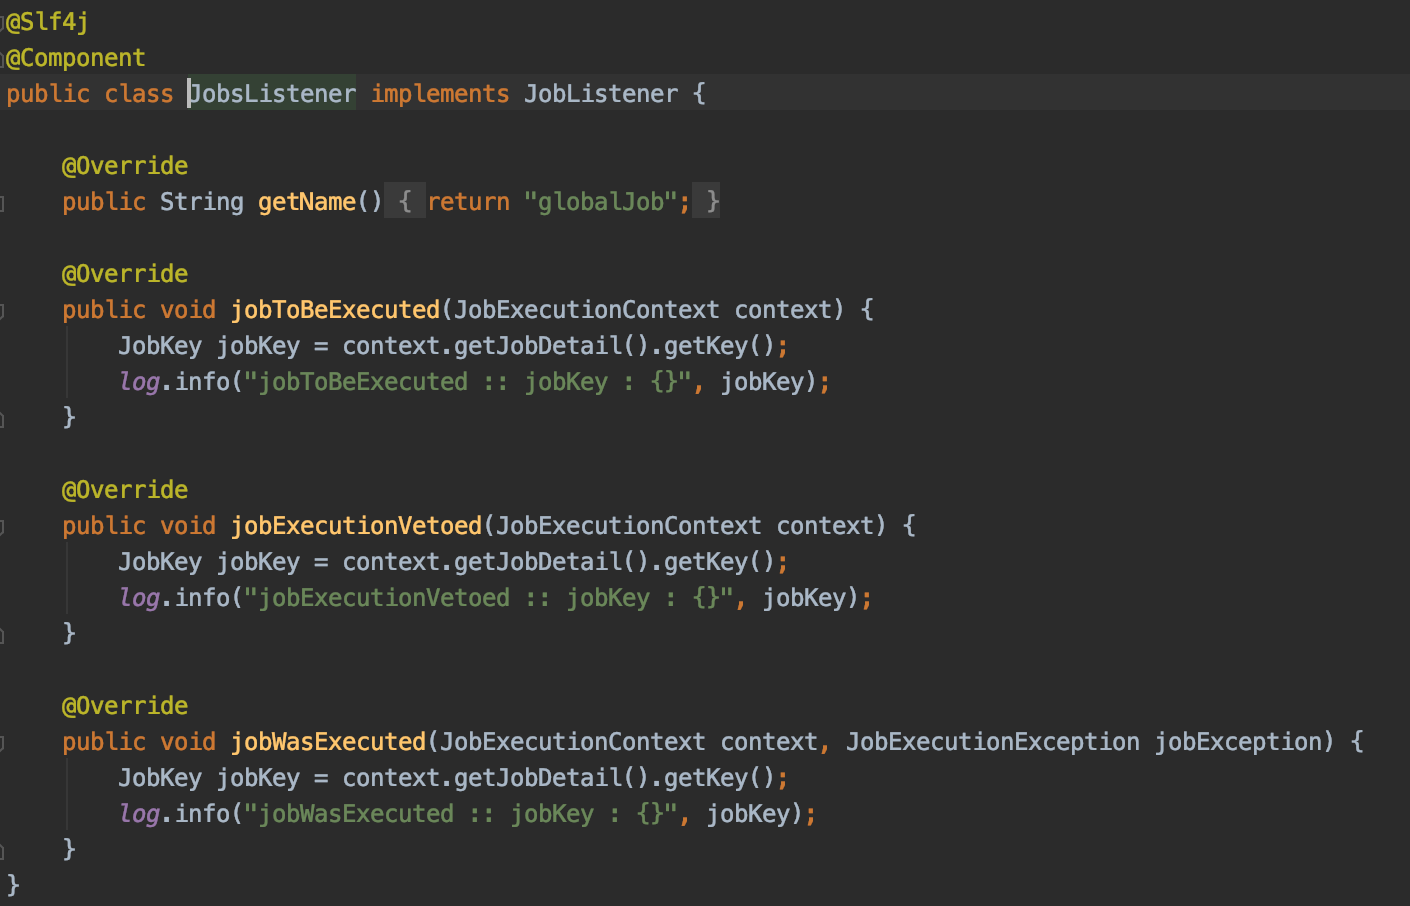 @Slf4j
@Component
public class JobsListener implements JobListener {
@Override
public String getName() { return "globalJob"; }
@Override
public void jobToBeExecuted(JobExecutionContext context) {
JobKey jobKey = context.getJobDetail().getKey();
log.info("jobToBeExecuted :: jobKey : {}", jobKey);
}
@Override
public void jobExecutionVetoed(JobExecutionContext context) {
JobKey jobKey = context.getJobDetail().getKey();
log.info("jobExecutionVetoed :: jobKey : {}", jobKey);
}
@Override
public void jobWasExecuted(JobExecutionContext context, JobExecutionException jobException) {
JobKey jobKey = context.getJobDetail().getKey();
log.info("jobWasExecuted :: jobKey : {}", jobKey);
}
}